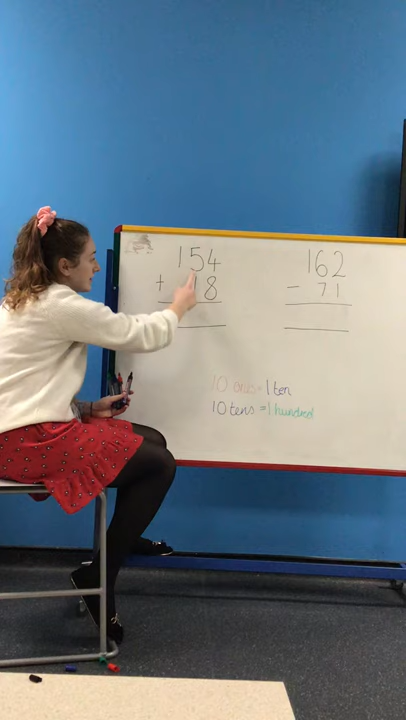 154
+ 18
162
- 71
10 ones = 1 ten
10 tens = 1 hundred